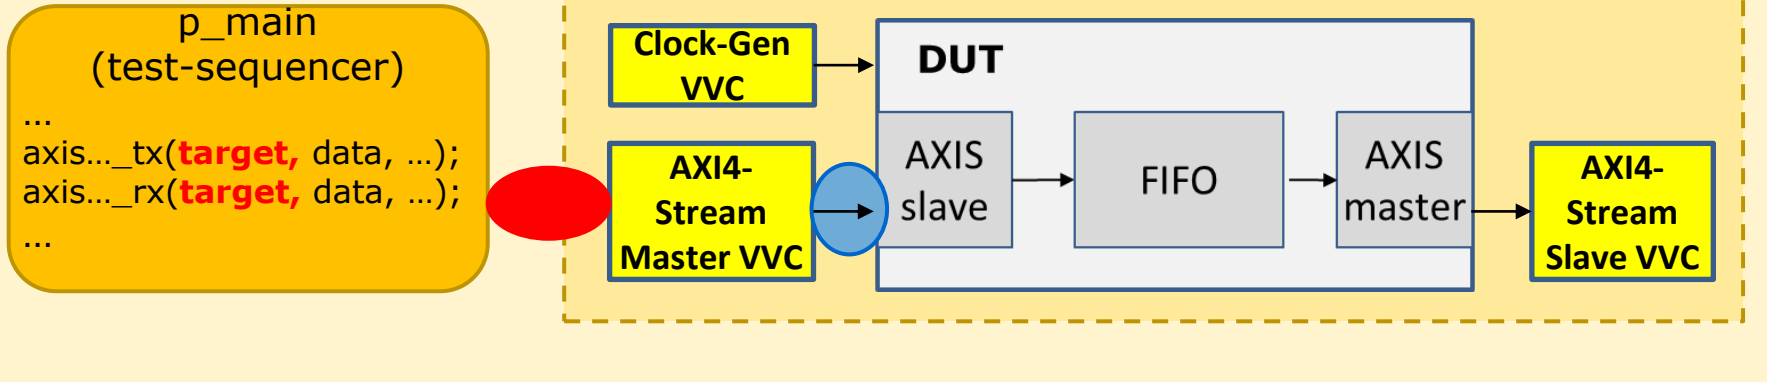 p_main
(test-sequencer)
...
axis..._tx(target, data, ...);
axis..._rx(target, data, ...);
...
Clock-Gen
VVC
AXI4-
Stream
Master VVC
DUT
AXIS
slave
FIFO
AXIS
master
AXI4-
Stream
Slave VVC